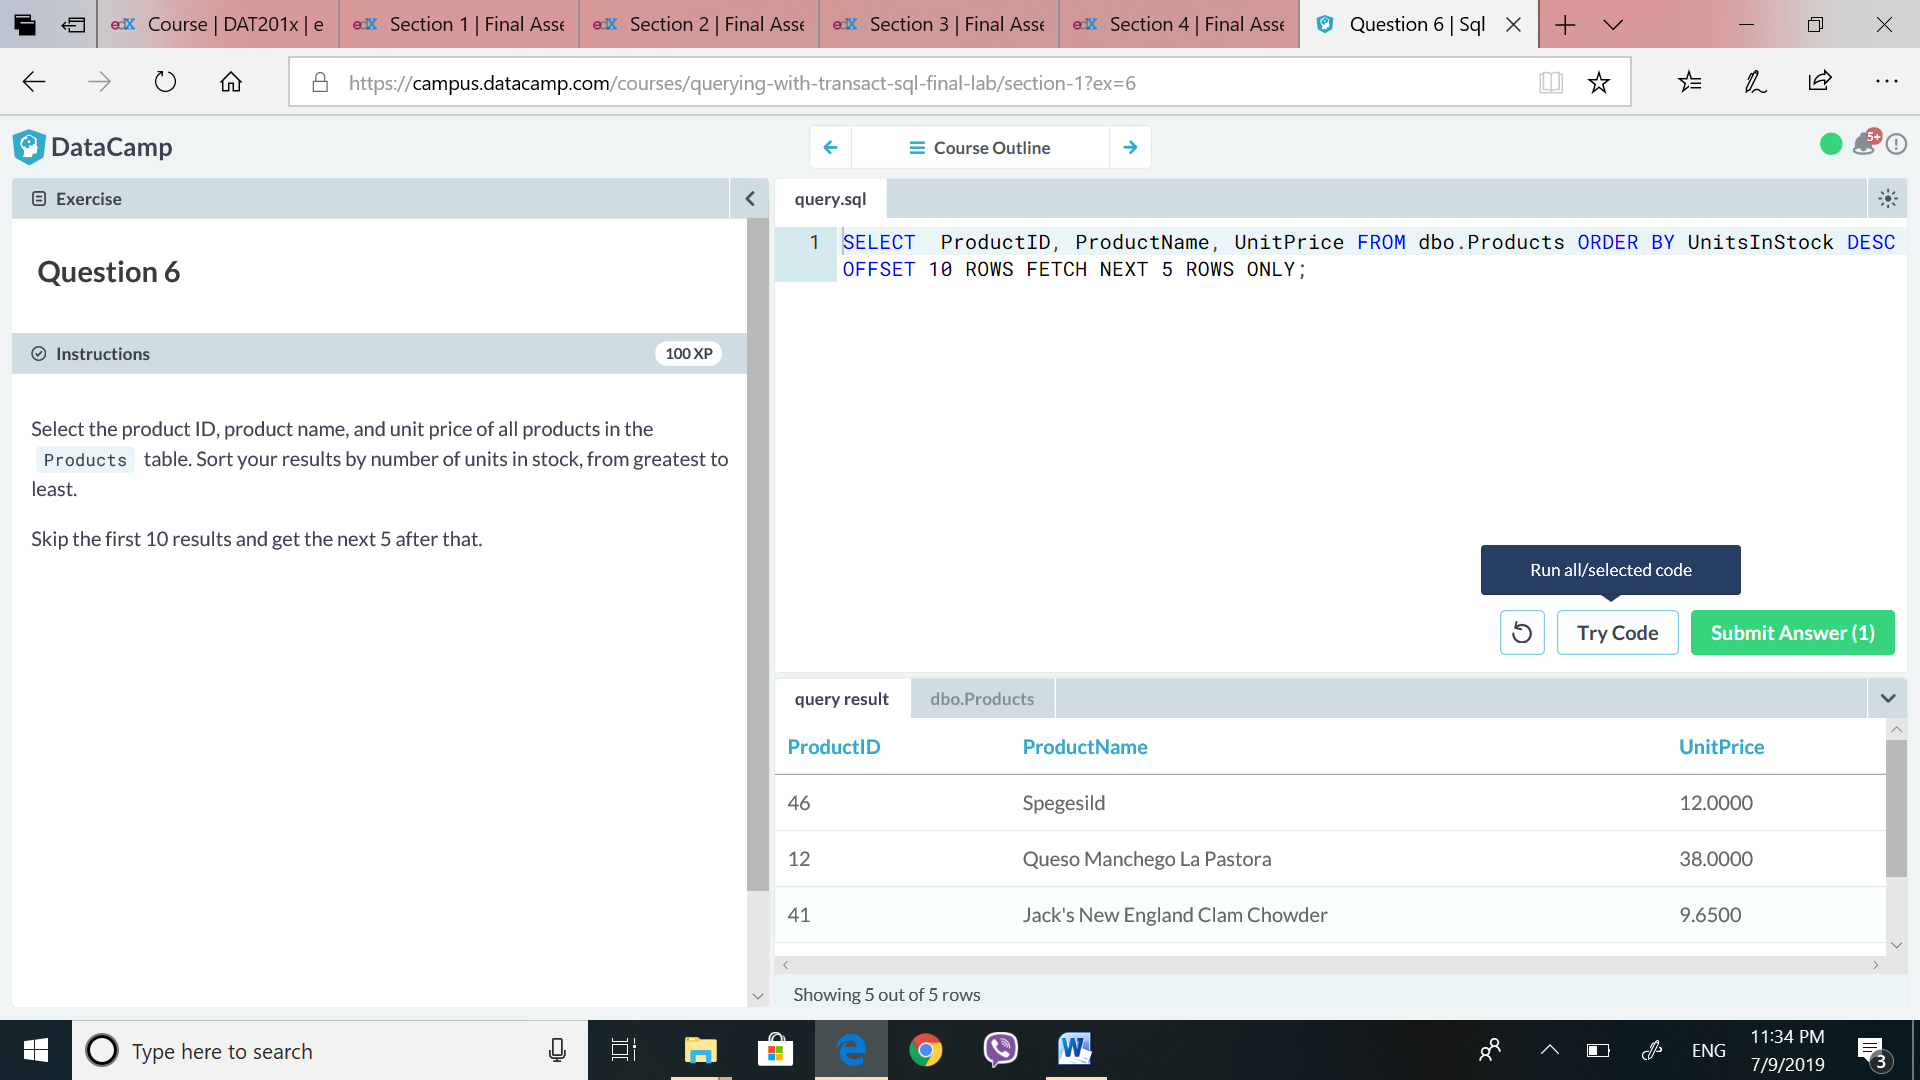 Course | DAT201x | e
Section 1 | Final Asse
Section 2 | Final Asse
Section 3 | Final Asse
Section 4 | Final Asse
Question 6 | Sql
https://campus.datacamp.com/courses/querying-with-transact-sql-final-lab/section-1?ex=6
DataCamp
Course Outline
5+
Exercise
Question 6
Instructions
100 XP
Select the product ID, product name, and unit price of all products in the
Products table. Sort your results by number of units in stock, from greatest to
least.
Skip the first 10 results and get the next 5 after that.
query.sql
1 SELECT  ProductID, ProductName, UnitPrice FROM dbo.Products ORDER BY UnitsInStock DESC
OFFSET 10 ROWS FETCH NEXT 5 ROWS ONLY;
Run all/selected code
Try Code
Submit Answer (1)
query result
dbo.Products
ProductID ProductName UnitPrice
46 Spegesild 12.0000
12 Queso Manchego La Pastora 38.0000
41 Jack's New England Clam Chowder 9.6500
Showing 5 out of 5 rows
Type here to search
ENG
11:34 PM
7/9/2019
3